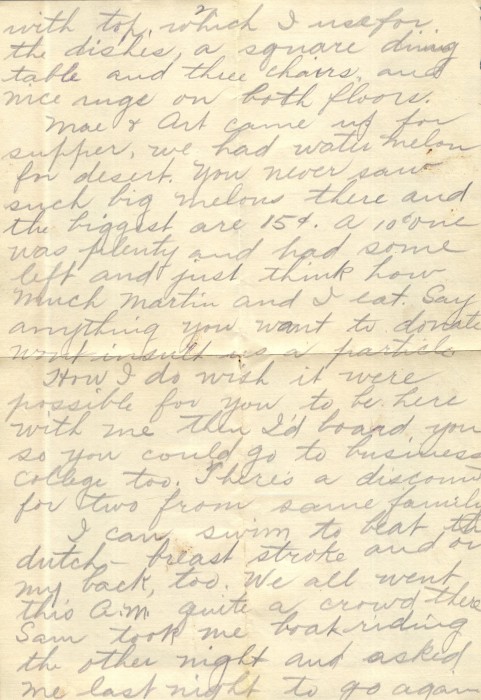 2
with top, which I use for
the dishes, a square dining
table and three chairs, and
nice rugs on both floors.
Mae & Art came up for
supper, we had water melon
for desert. You never saw
such big melons there and
the biggest are 15¢. A 10¢ one
was plenty and had some
left and just think how
much Martin and I eat. Say
anything you want to donate
wont insult us a particle.
How I do wish it were
possible for you to be here
with me then I'd board you
so you could go to business
college too. There's a discount
for two from same family
I can swim to beat the
dutch - breast stroke and on
my back, too. We all went
this A.M. quite a crowd there
Sam took me boat riding
the other night and asked
me last night to go again